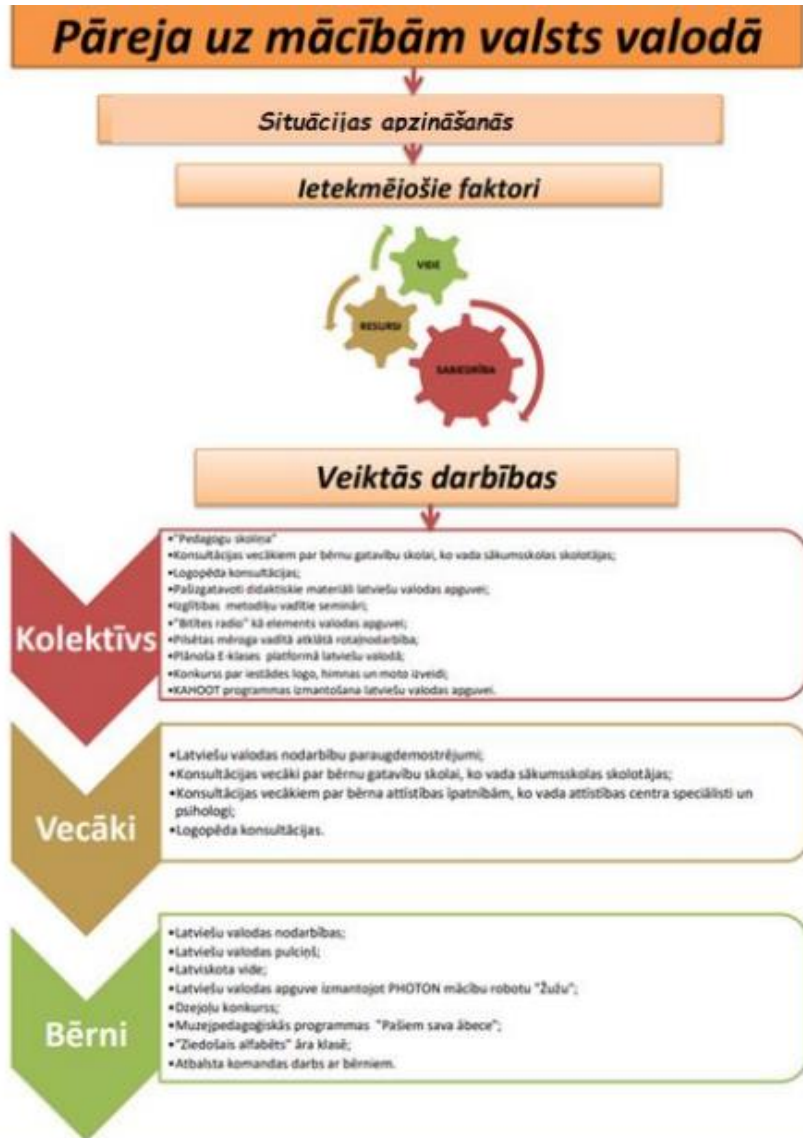 Pāreja uz mācībām valsts valodā
Situācijas apzināšanās
Ietekmējošie faktori
VIDE
RESURSI
SABIEDRĪBA
Veiktās darbības
Kolektīvs
•"Pedagogu skoliņa"
•Konsultācijas vecākiem par bērnu gatavību skolai, ko vada sākumsskolas skolotājas;
•Logopēda konsultācijas;
•Pašizgatavoti didaktiskie materiāli latviešu valodas apguvei;
•Izglītības metodiķu vadītie semināri;
•"Bitītes radio" kā elements valodas apguvei;
•Pilsētas mēroga vadītā atklātā rotaļnodarbība;
•Plānoša E-klases platformā latviešu valodā;
•Konkurss par iestādes logo, himnas un moto izveidi;
•KAHOOT programmas izmantošana latviešu valodas apguvei.
Vecāki
•Latviešu valodas nodarbību paraugdemostrējumi;
•Konsultācijas vecāki par bērnu gatavību skolai, ko vada sākumsskolas skolotājas;
•Konsultācijas vecākiem par bērna attīstības īpatnībām, ko vada attīstības centra speciālisti un
psihologi;
•Logopēda konsultācijas.
Bērni
•Latviešu valodas nodarbības;
•Latviešu valodas pulciņš;
•Latviskota vide;
•Latviešu valodas apguve izmantojot PHOTON mācību robotu "Žužu";
•Dzejoļu konkurss;
•Muzejpedagoģiskās programmas "Pašiem sava ābece";
•"Ziedošais alfabēts" āra klasē;
•Atbalsta komandas darbs ar bērniem.